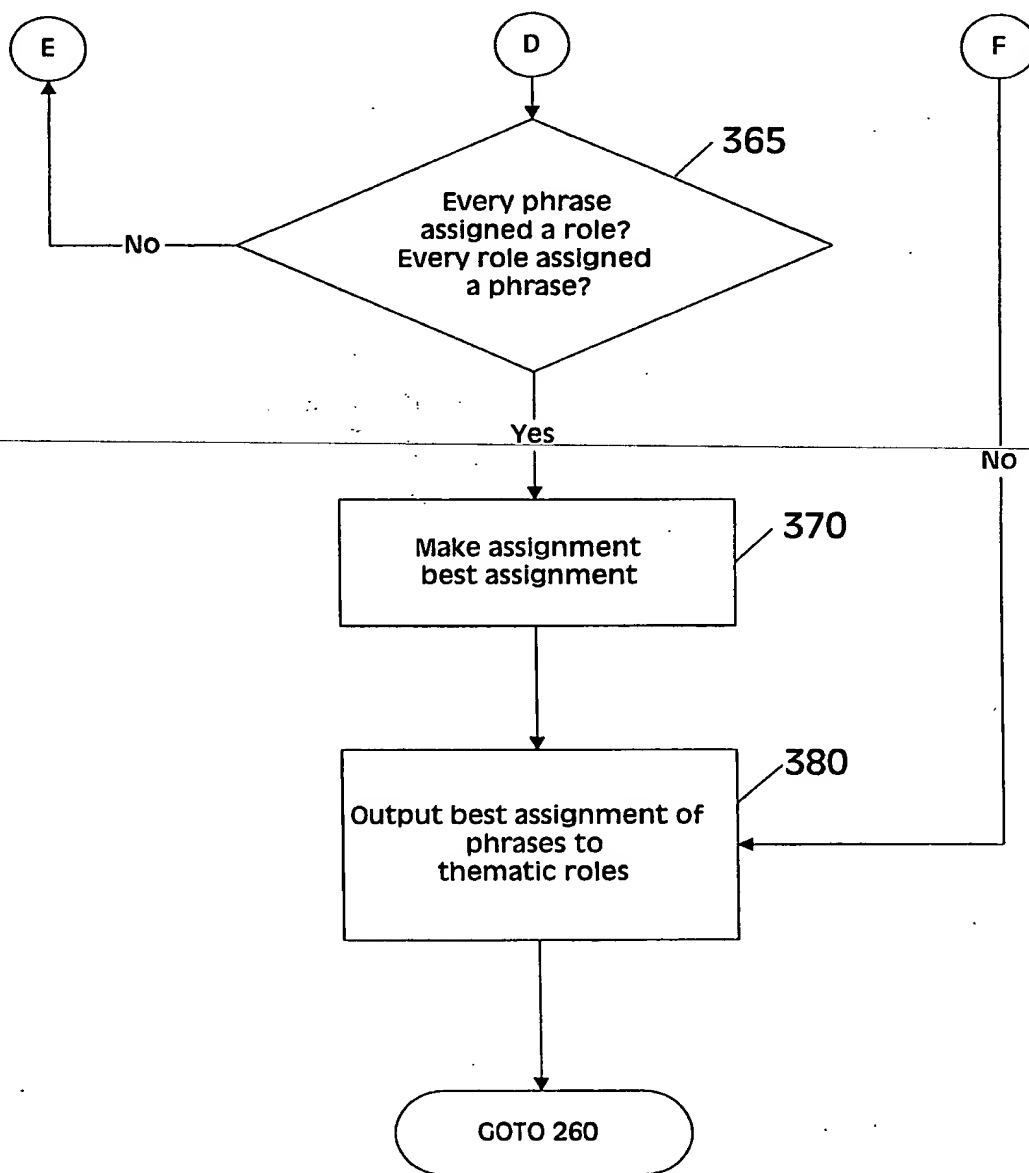 E
D
F
365
Every phrase
assigned a role?
Every role assigned
a phrase?
No
Yes
No
370
Make assignment
best assignment
380
Output best assignment of
phrases to
thematic roles
GOTO 260